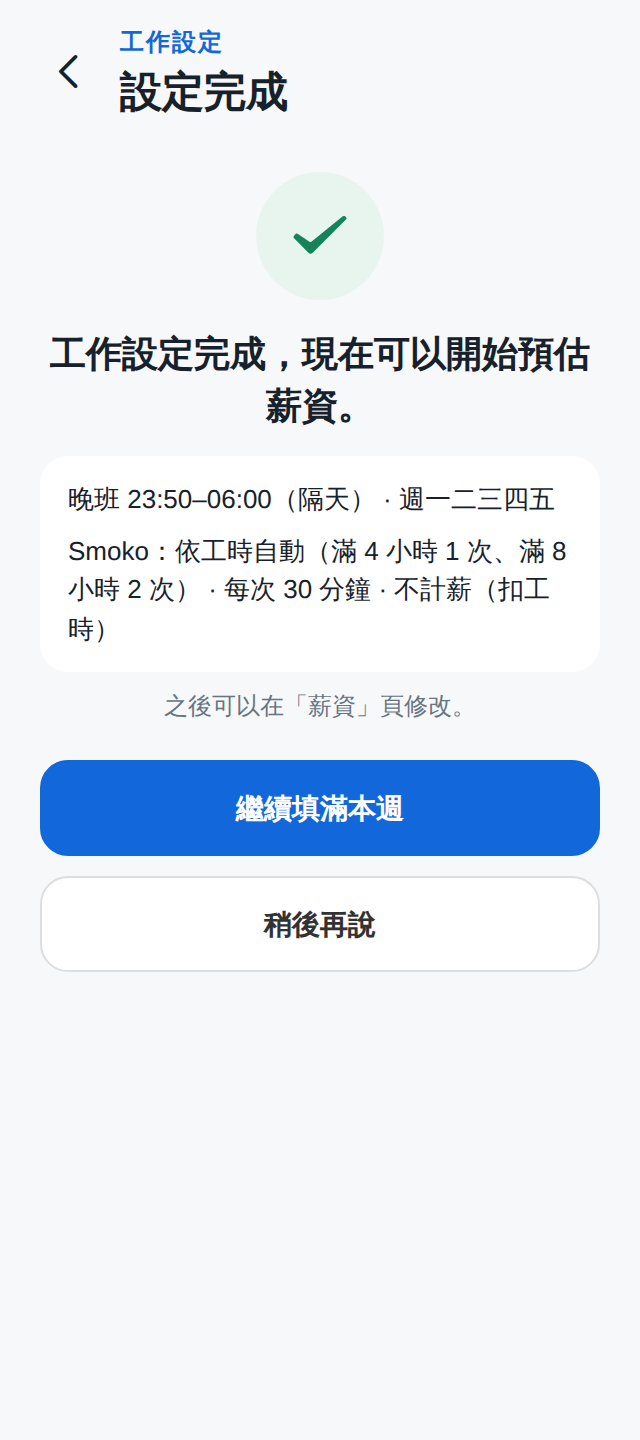 工作設定
設定完成
工作設定完成，現在可以開始預估
薪資。
晚班 23:50–06:00（隔天） · 週一二三四五
Smoko：依工時自動（滿 4 小時 1 次、滿 8
小時 2 次） · 每次 30 分鐘 · 不計薪（扣工
時）
之後可以在「薪資」頁修改。
繼續填滿本週
稍後再說